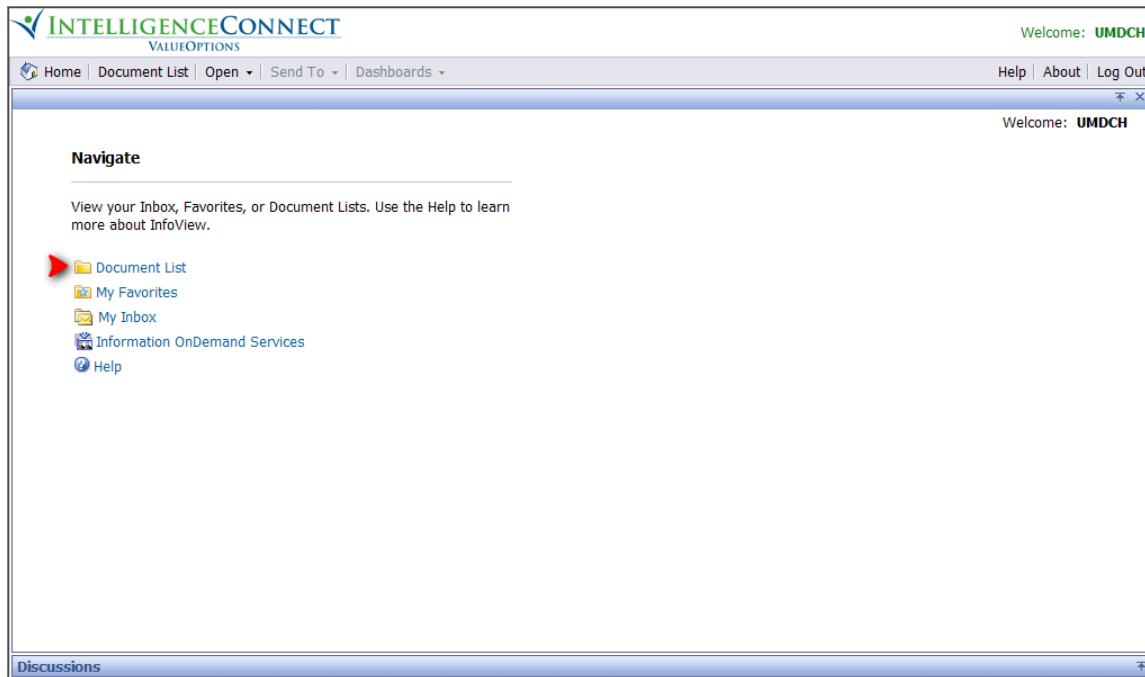 INTELLIGENCECONNECT
VALUEOPTIONS
Welcome: UMDCH
Home Document List Open Send To Dashboards Help About Log Out
Welcome: UMDCH
Navigate
View your Inbox, Favorites, or Document Lists. Use the Help to learn
more about InfoView.
Document List
My Favorites
My Inbox
Information OnDemand Services
Help
Discussions